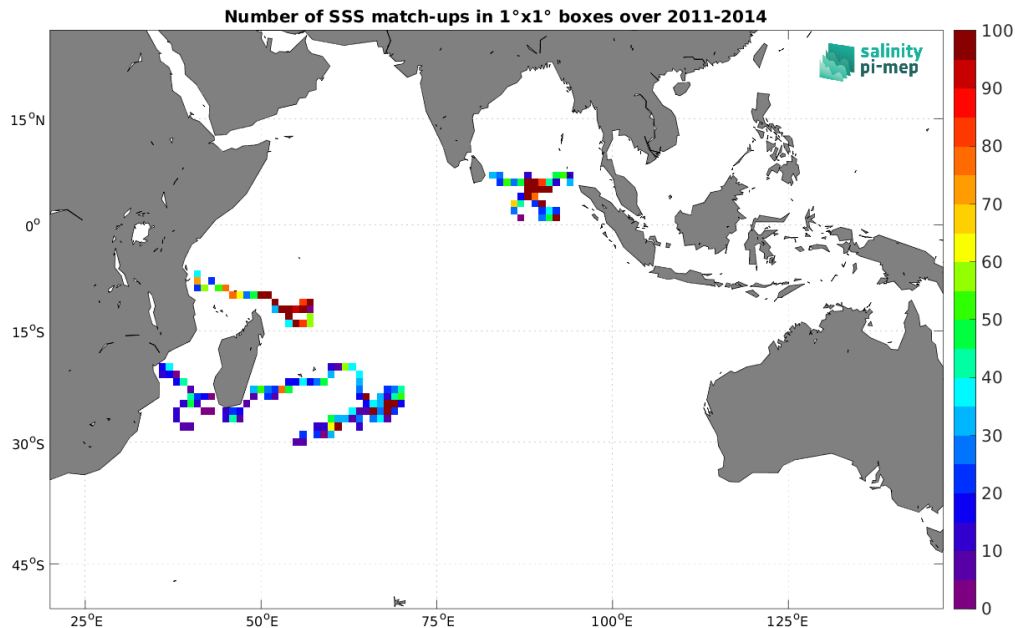 Number of SSS match-ups in 1°x1° boxes over 2011-2014
salinity
pi-mep
15°N
0°
15°S
30°S
45°S
25°E
50°E
75°E
100°E
125°E
100
90
80
70
60
50
40
30
20
10
0